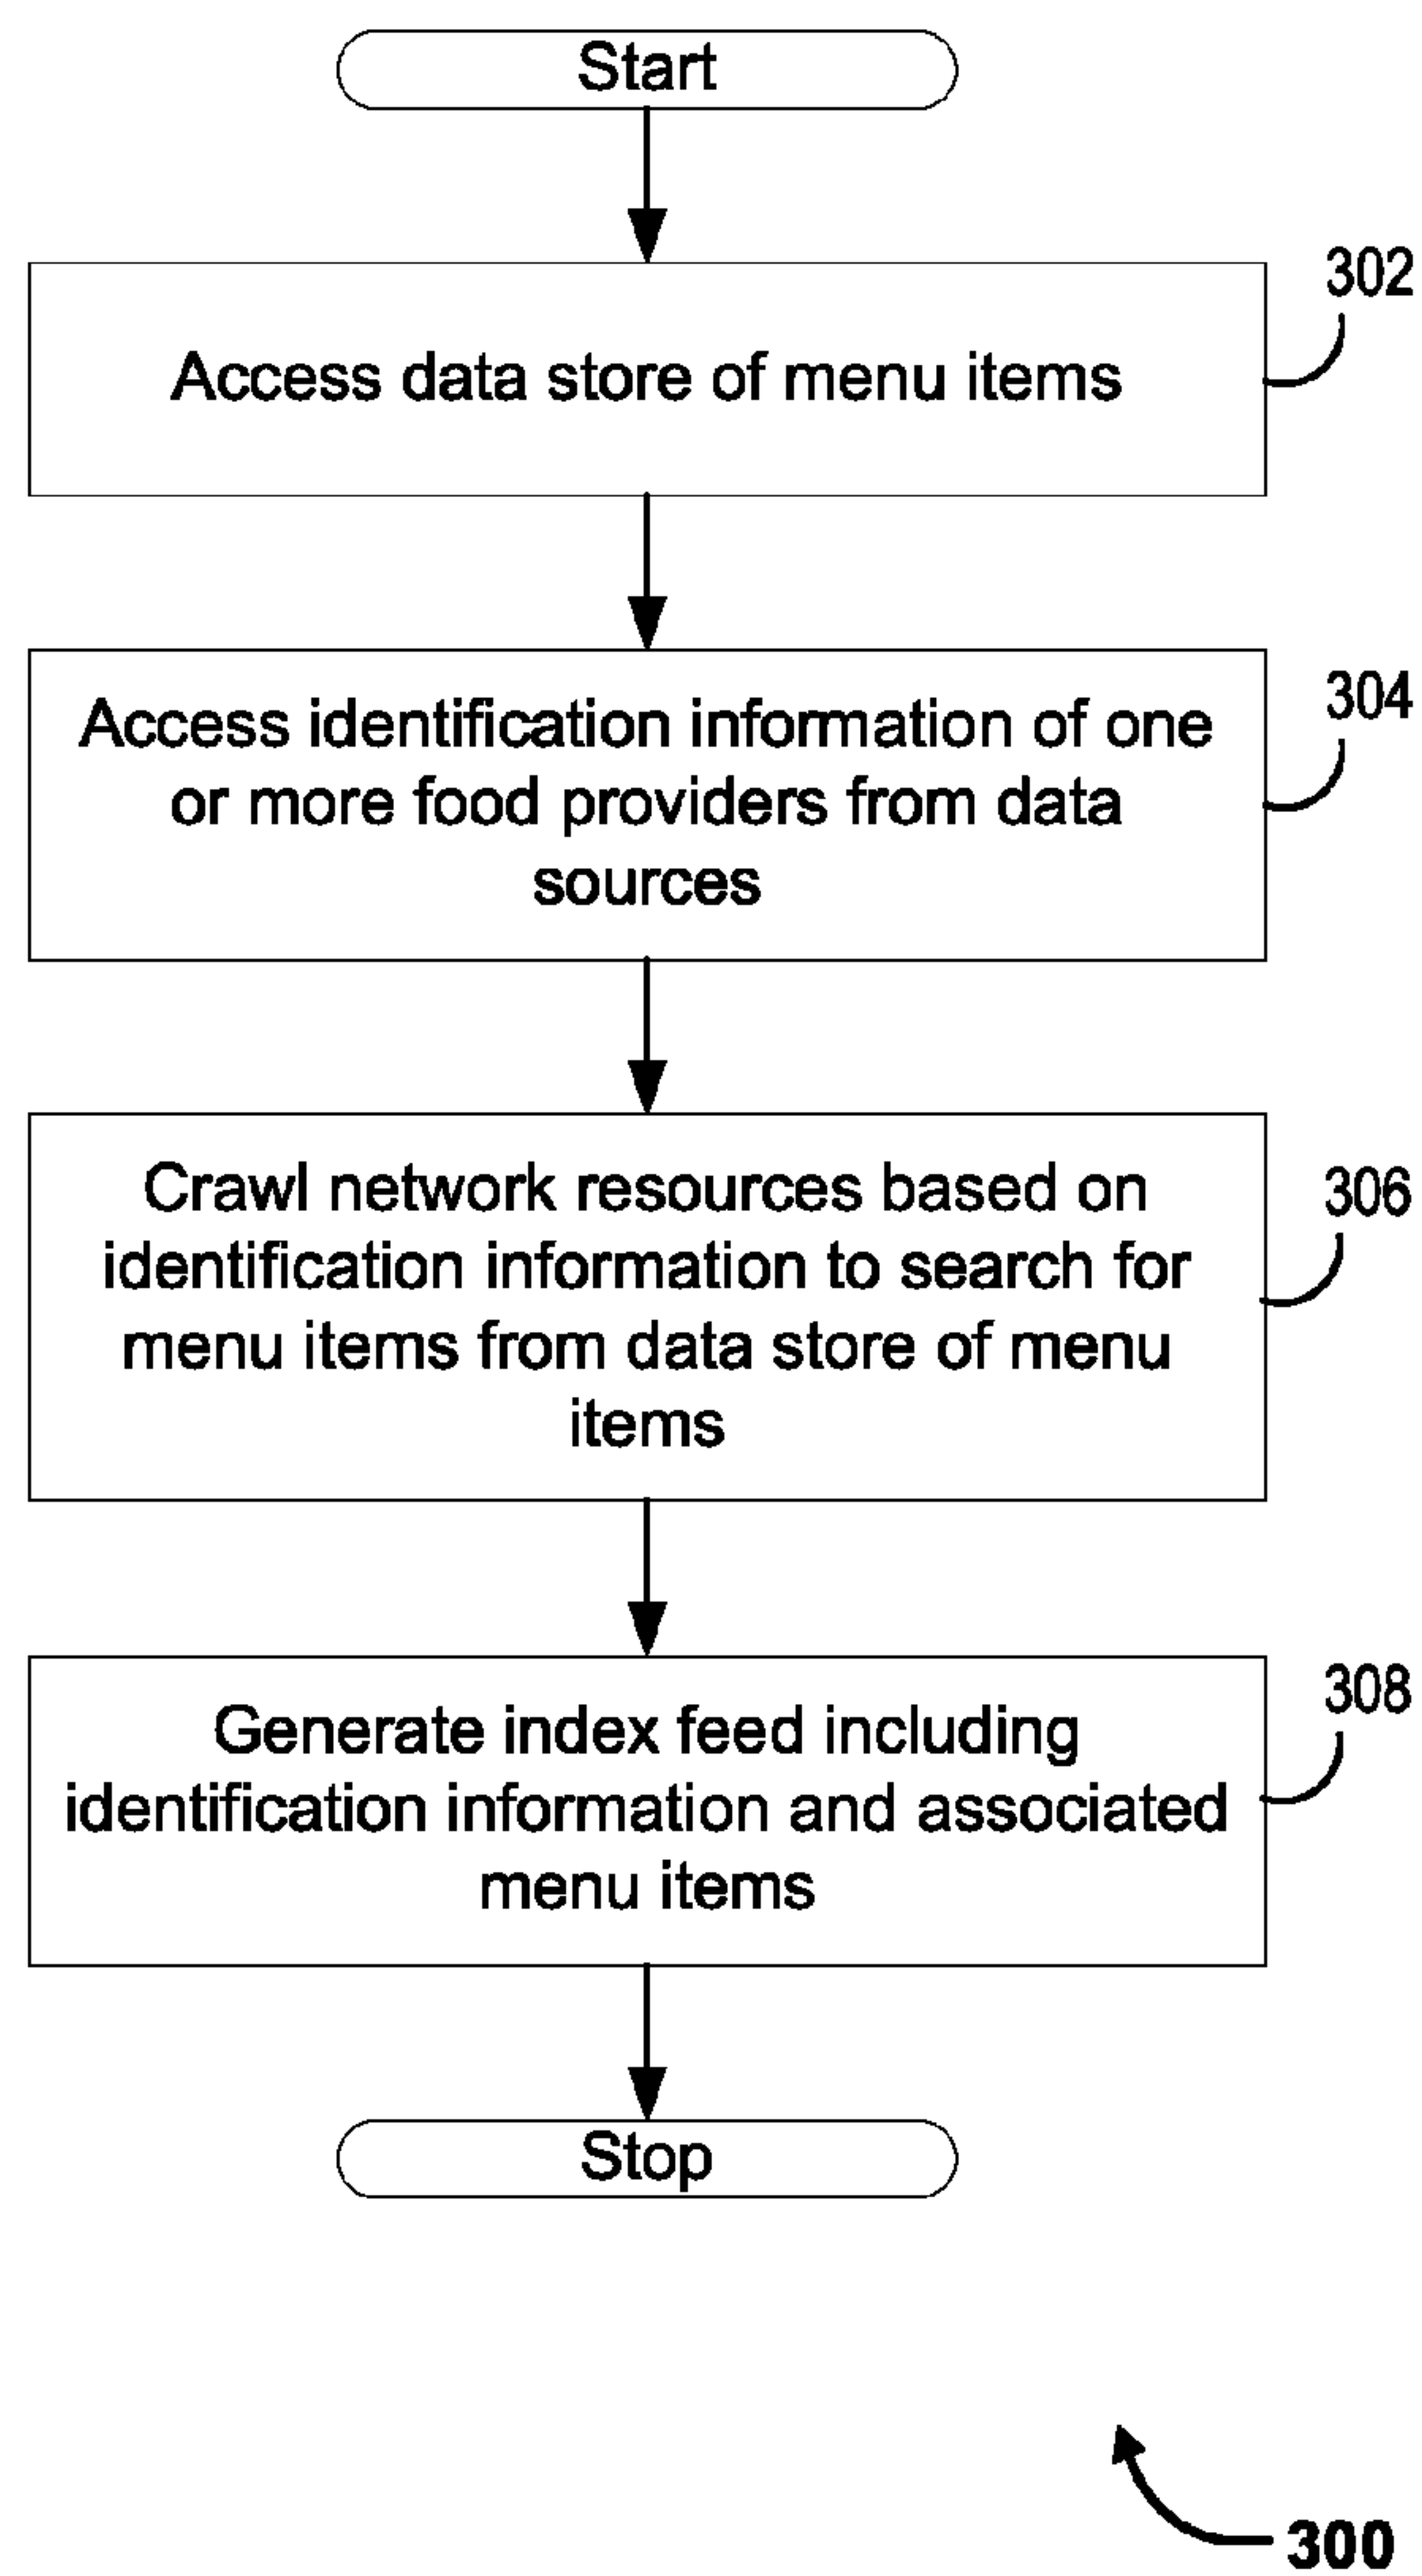 Start
302
Access data store of menu items
304
Access identification information of one
or more food providers from data
sources
306
Crawl network resources based on
identification information to search for
menu items from data store of menu
items
308
Generate index feed including
identification information and associated
menu items
Stop
300